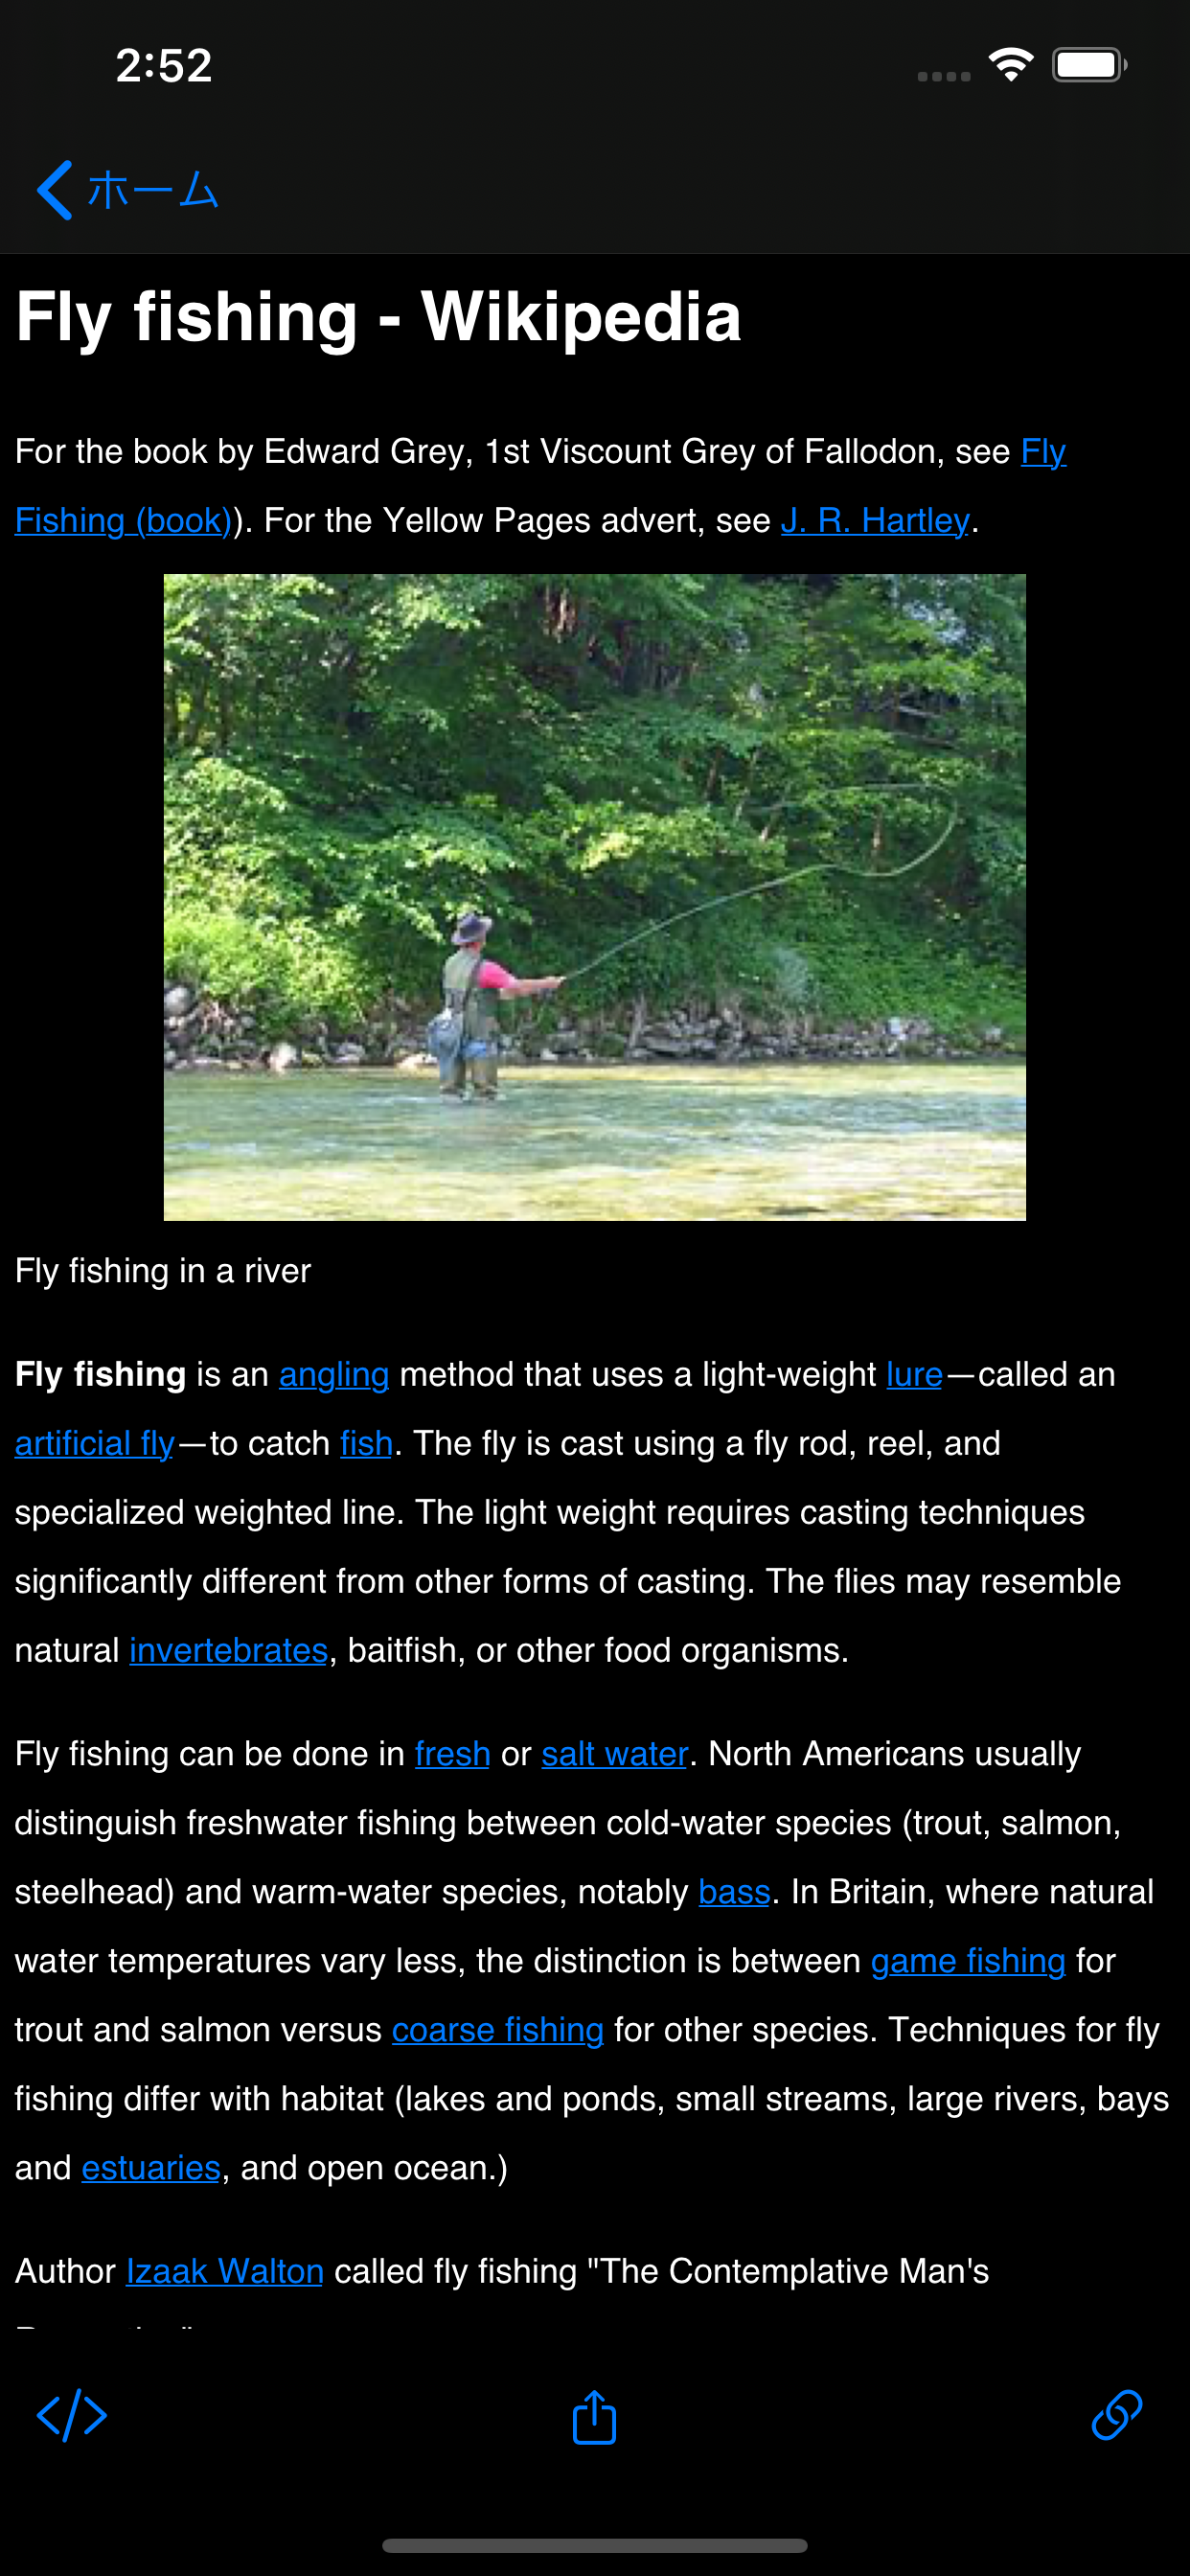 2:52
ホーム
Fly fishing - Wikipedia
For the book by Edward Grey, 1st Viscount Grey of Fallodon, see Fly
Fishing (book)). For the Yellow Pages advert, see J. R. Hartley.
Fly fishing in a river
Fly fishing is an angling method that uses a light-weight lure—called an
artificial fly—to catch fish. The fly is cast using a fly rod, reel, and
specialized weighted line. The light weight requires casting techniques
significantly different from other forms of casting. The flies may resemble
natural invertebrates, baitfish, or other food organisms.
Fly fishing can be done in fresh or salt water. North Americans usually
distinguish freshwater fishing between cold-water species (trout, salmon,
steelhead) and warm-water species, notably bass. In Britain, where natural
water temperatures vary less, the distinction is between game fishing for
trout and salmon versus coarse fishing for other species. Techniques for fly
fishing differ with habitat (lakes and ponds, small streams, large rivers, bays
and estuaries, and open ocean.)
Author Izaak Walton called fly fishing "The Contemplative Man's